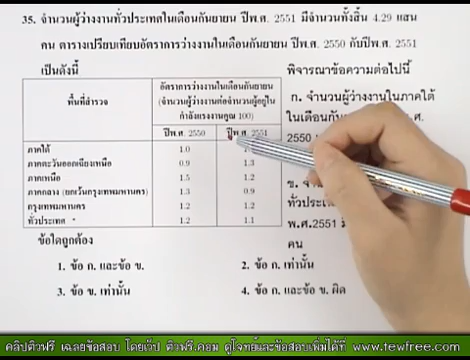 35. จำนวนผู้ว่างงานทั่วประเทศในเดือนกันยายน ปีพ.ศ. 2551 มีจำนวนทั้งสิ้น 4.29 แสน
คน ตารางเปรียบเทียบอัตราการว่างงานในเดือนกันยายน ปีพ.ศ. 2550 กับปีพ.ศ. 2551
เป็นดังนี้
พื้นที่สำรวจ
อัตราการว่างงานในเดือนกันยายน
(จำนวนผู้ว่างงานต่อจำนวนผู้อยู่ใน
กำลังแรงงานคูณ 100)
ปีพ.ศ. 2550 ปีพ.ศ. 2551
ภาคใต้ 1.0
ภาคตะวันออกเฉียงเหนือ 0.9 1.3
ภาคเหนือ 1.5 1.2
ภาคกลาง (ยกเว้นกรุงเทพมหานคร) 1.3 0.9
กรุงเทพมหานคร 1.2 1.2
ทั่วประเทศ 1.2 1.1
พิจารณาข้อความต่อไปนี้
ก. จำนวนผู้ว่างงานในภาคใต้
ในเดือนกัน ศ.
2550
ข.
ทั่วประเ
พ.ศ.2551
คน
ข้อใดถูกต้อง
1. ข้อ ก. และข้อ ข. 2. ข้อ ก. เท่านั้น
3. ข้อ ข. เท่านั้น 4. ข้อ ก. และข้อ ข. ผิด
คลิปติวฟรี เฉลยข้อสอบ โดยเว็ป ติวฟรี.คอม ดูโจทย์และข้อสอบเพิ่มได้ที่ www.tewfree.com